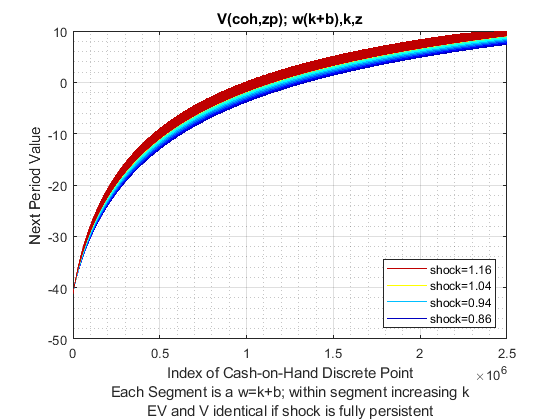 V(coh,zp); w(k+b),k,z
10
0
-10
-20
-30
-40
-50
Next Period Value
0
0.5
1
1.5
2
2.5
×10^6
shock=1.16
shock=1.04
shock=0.94
shock=0.86
Index of Cash-on-Hand Discrete Point
Each Segment is a w=k+b; within segment increasing k
EV and V identical if shock is fully persistent